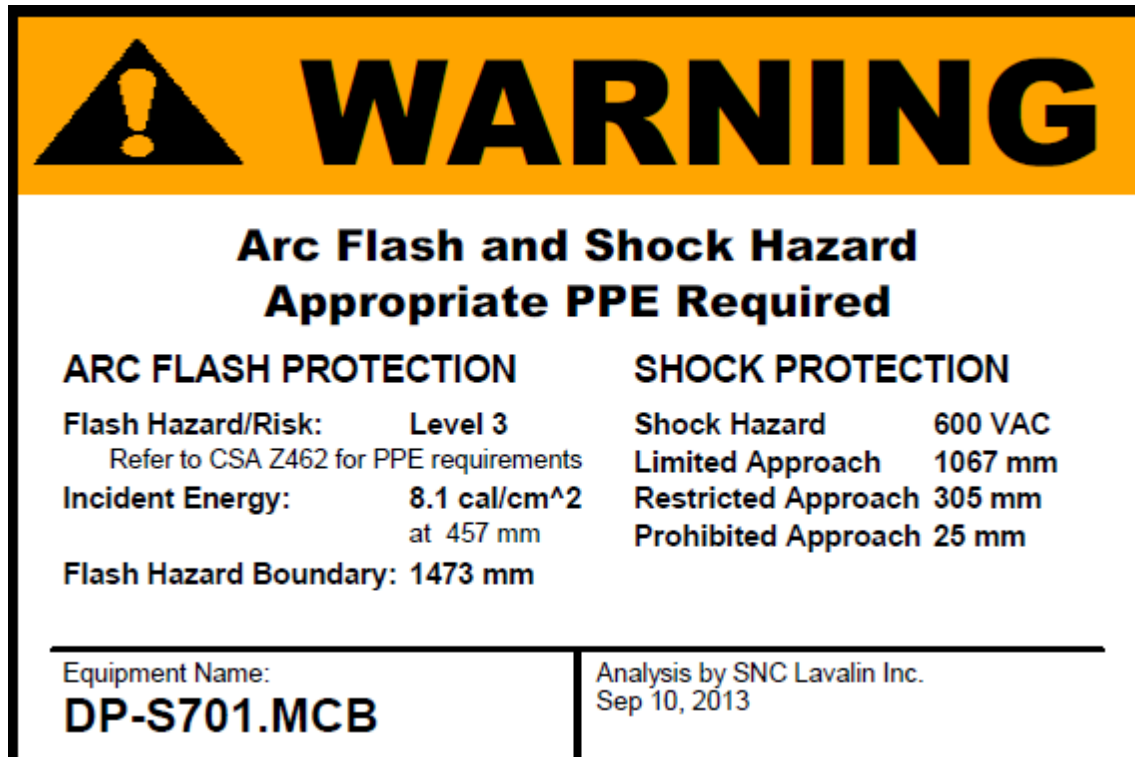 WARNING
Arc Flash and Shock Hazard
Appropriate PPE Required
ARC FLASH PROTECTION
Flash Hazard/Risk: Level 3
Refer to CSA Z462 for PPE requirements
Incident Energy: 8.1 cal/cm^2
at 457 mm
Flash Hazard Boundary: 1473 mm
SHOCK PROTECTION
Shock Hazard 600 VAC
Limited Approach 1067 mm
Restricted Approach 305 mm
Prohibited Approach 25 mm
Equipment Name:
DP-S701.MCB
Analysis by SNC Lavalin Inc.
Sep 10, 2013